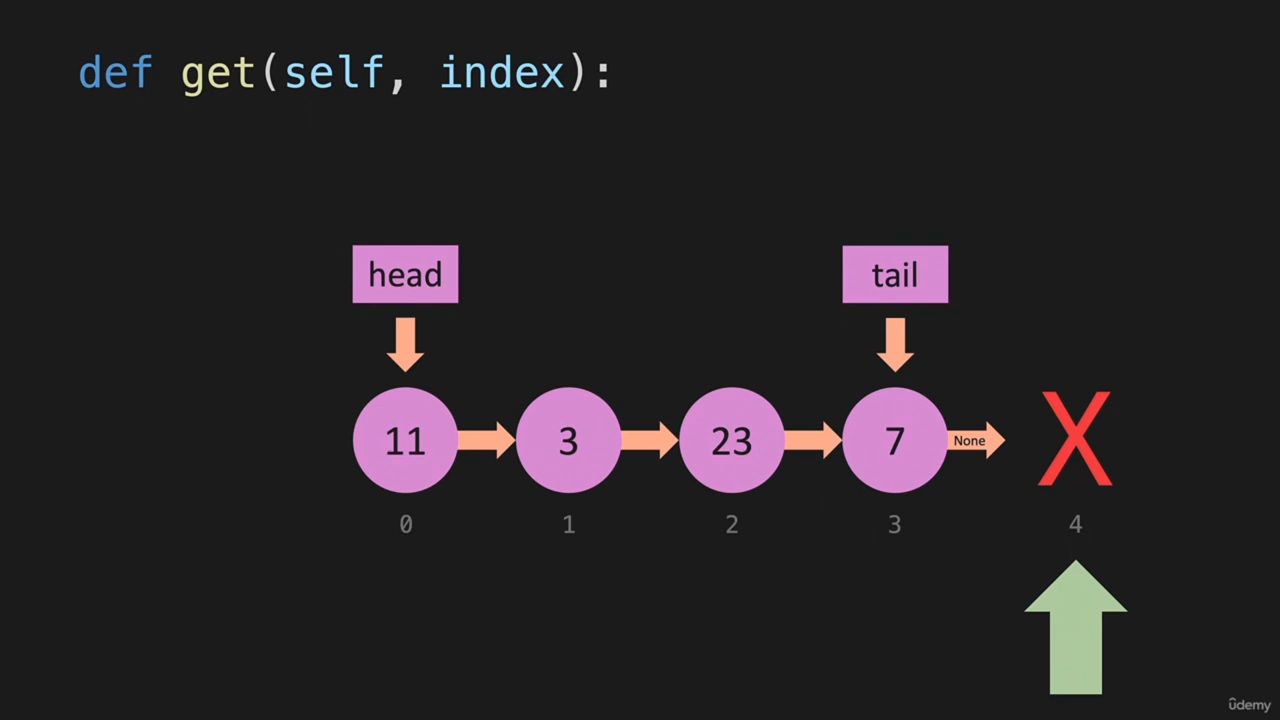 def get(self, index):
head tail
11 3 23 7 None X
0 1 2 3 4
ûdemy